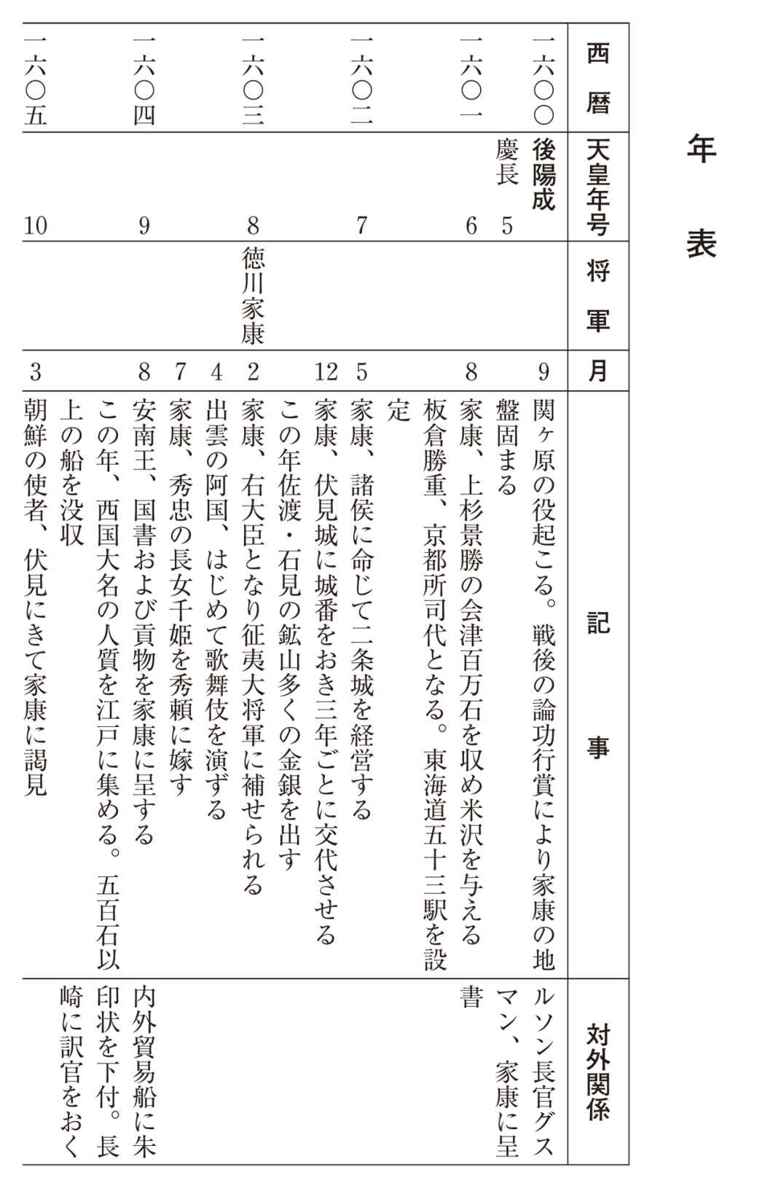 年表
西暦 天皇年号 将軍 月 記事 対外関係
一六〇〇 後陽成 9 関ヶ原の役起こる。戦後の論功行賞により家康の地 ルソン長官グス
慶長 5 盤固まる マン、家康に呈
一六〇一 6 8 家康、上杉景勝の会津百万石を収め米沢を与える 書
板倉勝重、京都所司代となる。東海道五十三駅を設
定
一六〇二 7 5 家康、諸侯に命じて二条城を経営する
12 家康、伏見城に城番をおき三年ごとに交代させる
この年佐渡・石見の鉱山多くの金銀を出す
一六〇三 8 徳川家康 2 家康、右大臣となり征夷大将軍に補せられる
4 出雲の阿国、はじめて歌舞伎を演ずる
7 家康、秀忠の長女千姫を秀頼に嫁す
一六〇四 9 8 安南王、国書および貢物を家康に呈する 内外貿易船に朱
この年、西国大名の人質を江戸に集める。五百石以 印状を下付。長
上の船を没収 崎に訳官をおく
一六〇五 10 3 朝鮮の使者、伏見にきて家康に謁見